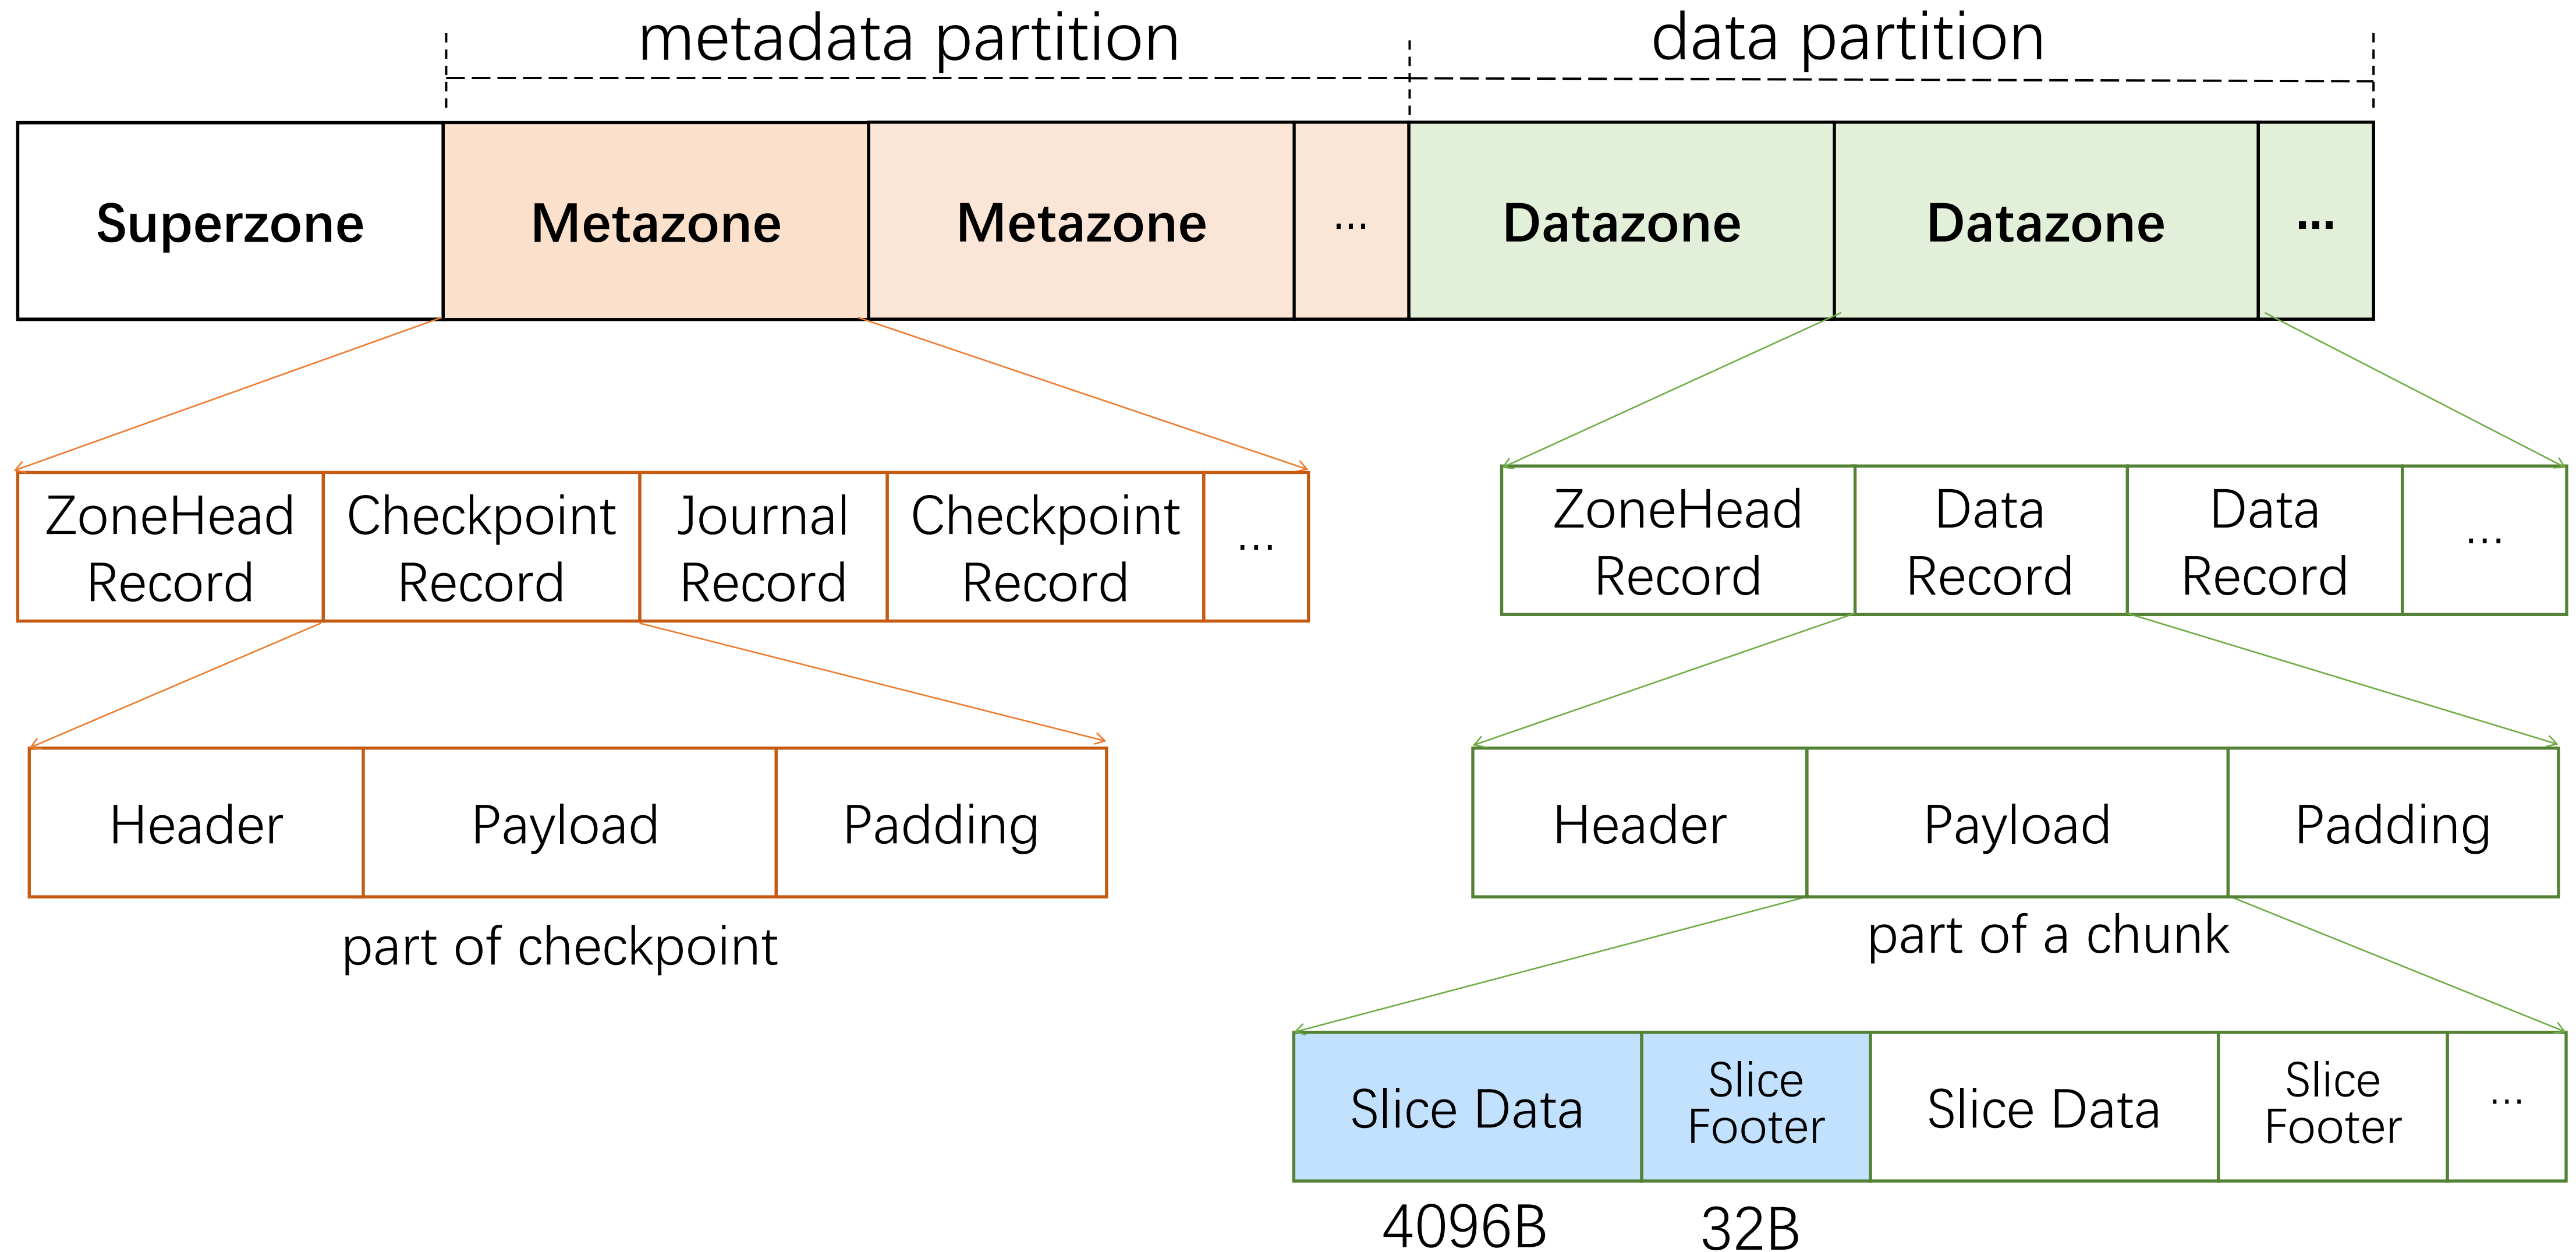 metadata partition
data partition
Superzone
Metazone
Metazone
...
Datazone
Datazone
...
ZoneHead
Record
Checkpoint
Record
Journal
Record
Checkpoint
Record
...
ZoneHead
Record
Data
Record
Data
Record
...
Header
Payload
Padding
part of checkpoint
Header
Payload
Padding
part of a chunk
Slice Data
Slice
Footer
Slice Data
Slice
Footer
...
4096B
32B